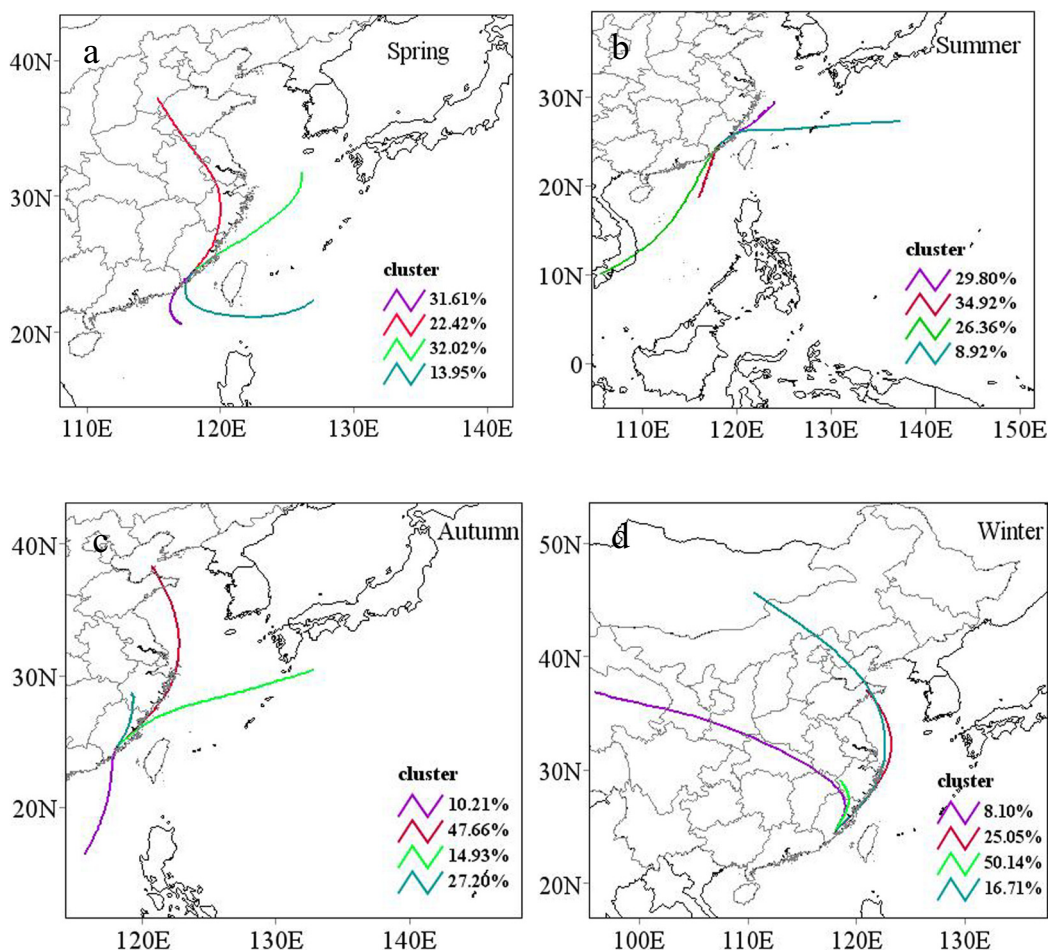 a
Spring
40N
30N
20N
cluster
31.61%
22.42%
32.02%
13.95%
110E 120E 130E 140E
b
Summer
30N
20N
10N
0
cluster
29.80%
34.92%
26.36%
8.92%
110E 120E 130E 140E 150E
c
Autumn
40N
30N
20N
cluster
10.21%
47.66%
14.93%
27.20%
120E 130E 140E
d
Winter
50N
40N
30N
20N
cluster
8.10%
25.05%
50.14%
16.71%
100E 110E 120E 130E